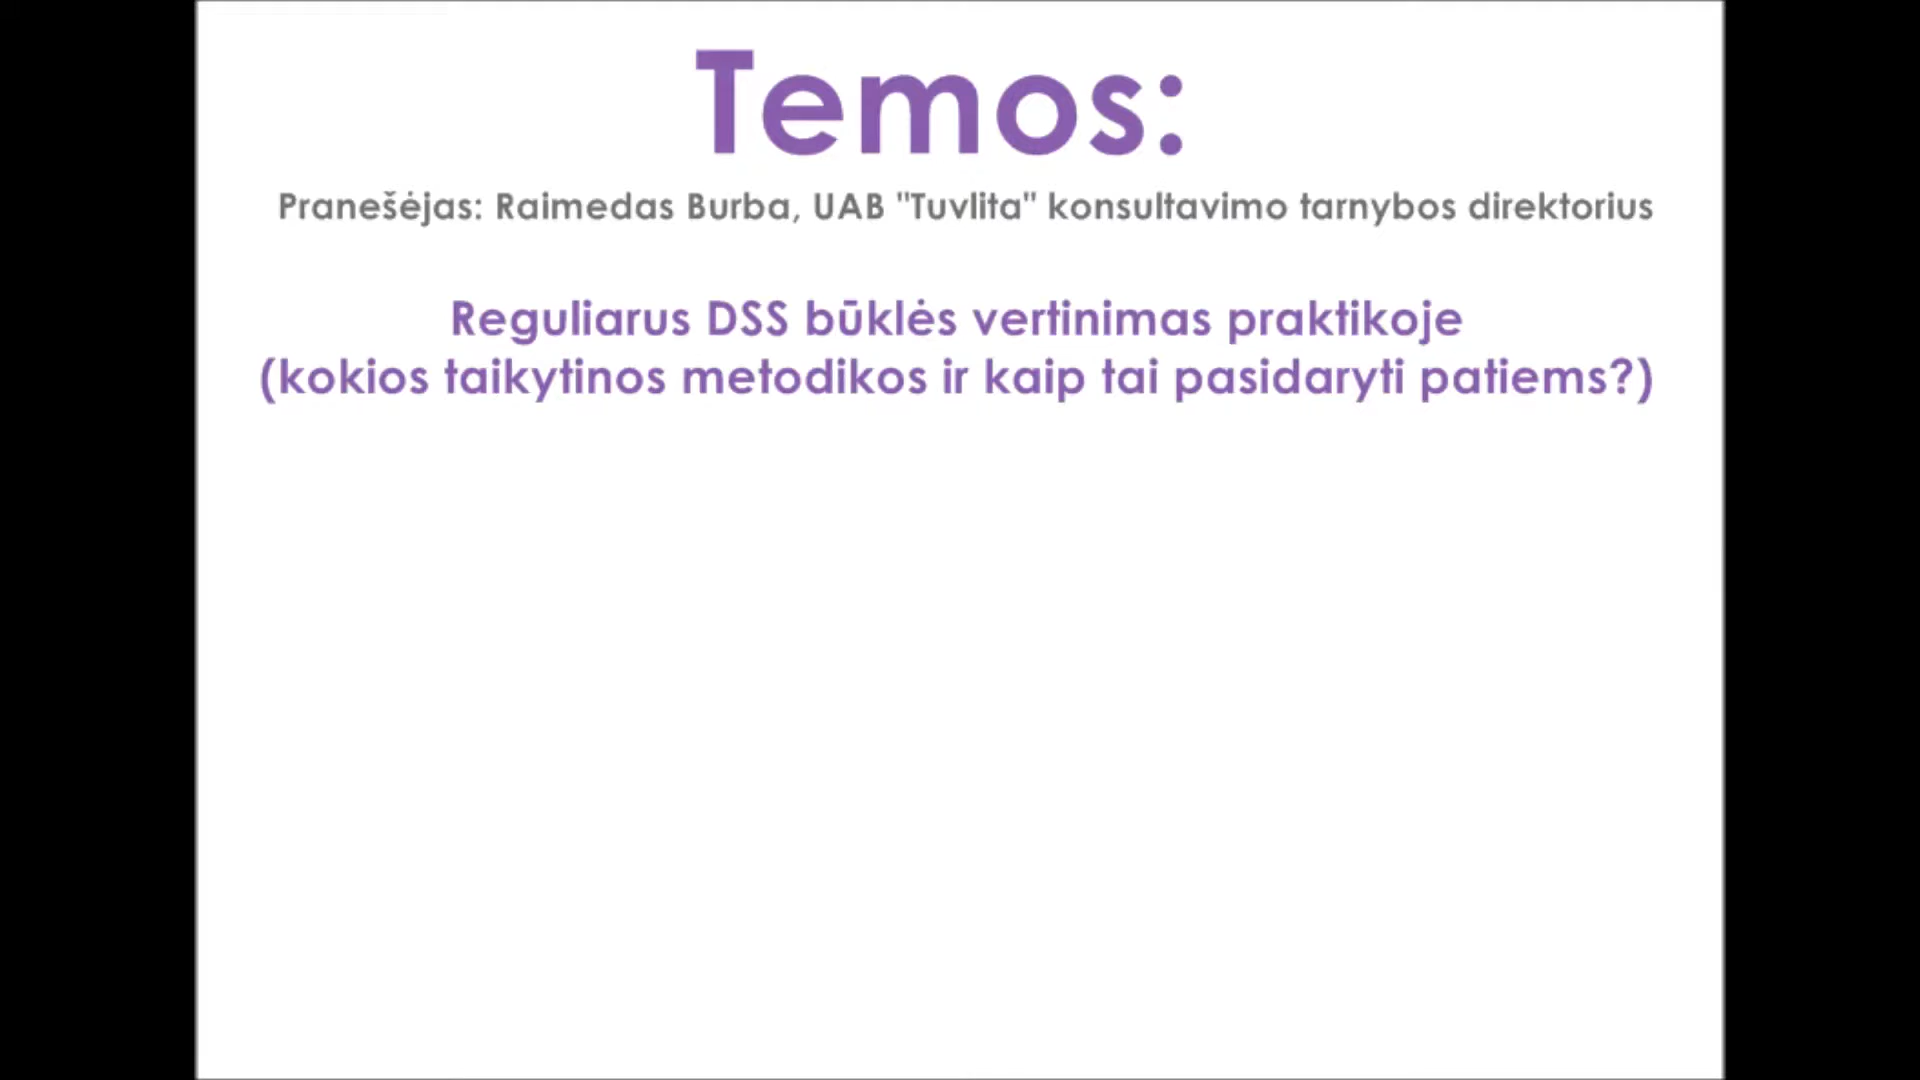 Temos:
Pranešėjas: Raimedas Burba, UAB "Tuvlita" konsultavimo tarnybos direktorius
Reguliarus DSS būklės vertinimas praktikoje
(kokios taikytinos metodikos ir kaip tai pasidaryti patiems?)